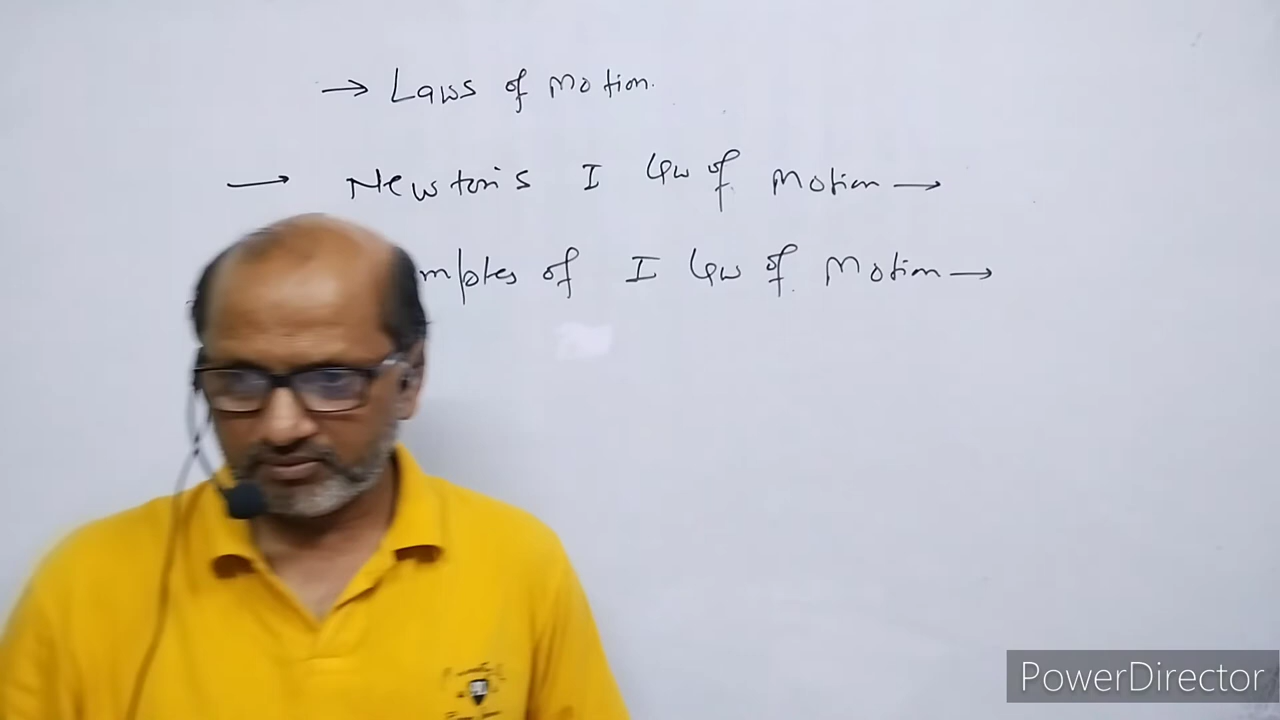 → Laws of Motion.
→ Newton's I Law of Motion →
mples of I Law of Motion →
PowerDirector